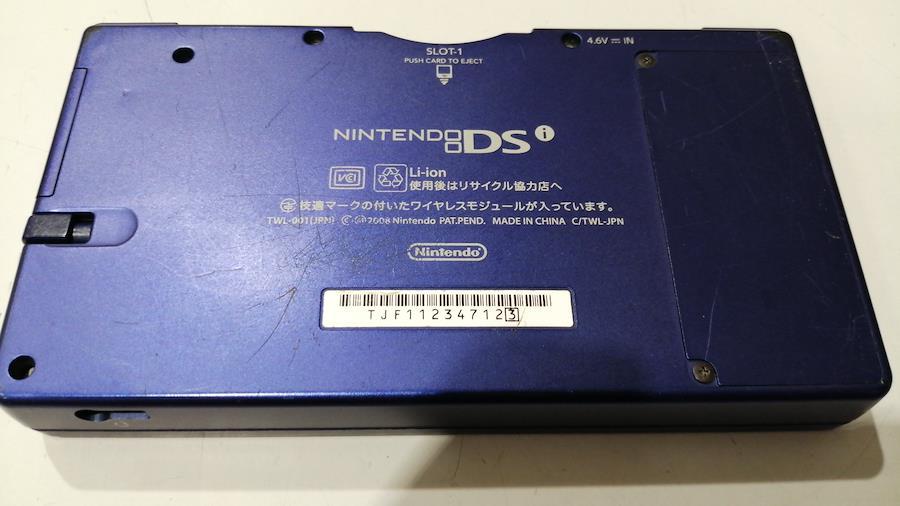 SLOT-1
PUSH CARD TO EJECT
4.6V ⎓ IN
NINTENDO DS i
VCCI
Li-ion
使用後はリサイクル協力店へ
技適マークの付いたワイヤレスモジュールが入っています。
TWL-001(JPN) © 2008 Nintendo PAT.PEND. MADE IN CHINA C/TWL-JPN
Nintendo
TJF112347123